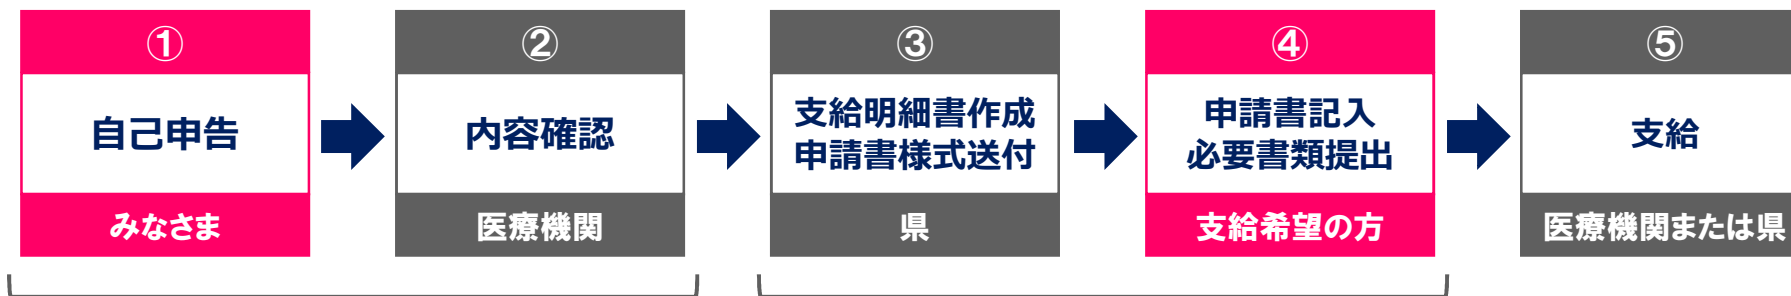 ①
自己申告
みなさま
②
内容確認
医療機関
③
支給明細書作成
申請書様式送付
県
④
申請書記入
必要書類提出
支給希望の方
⑤
支給
医療機関または県